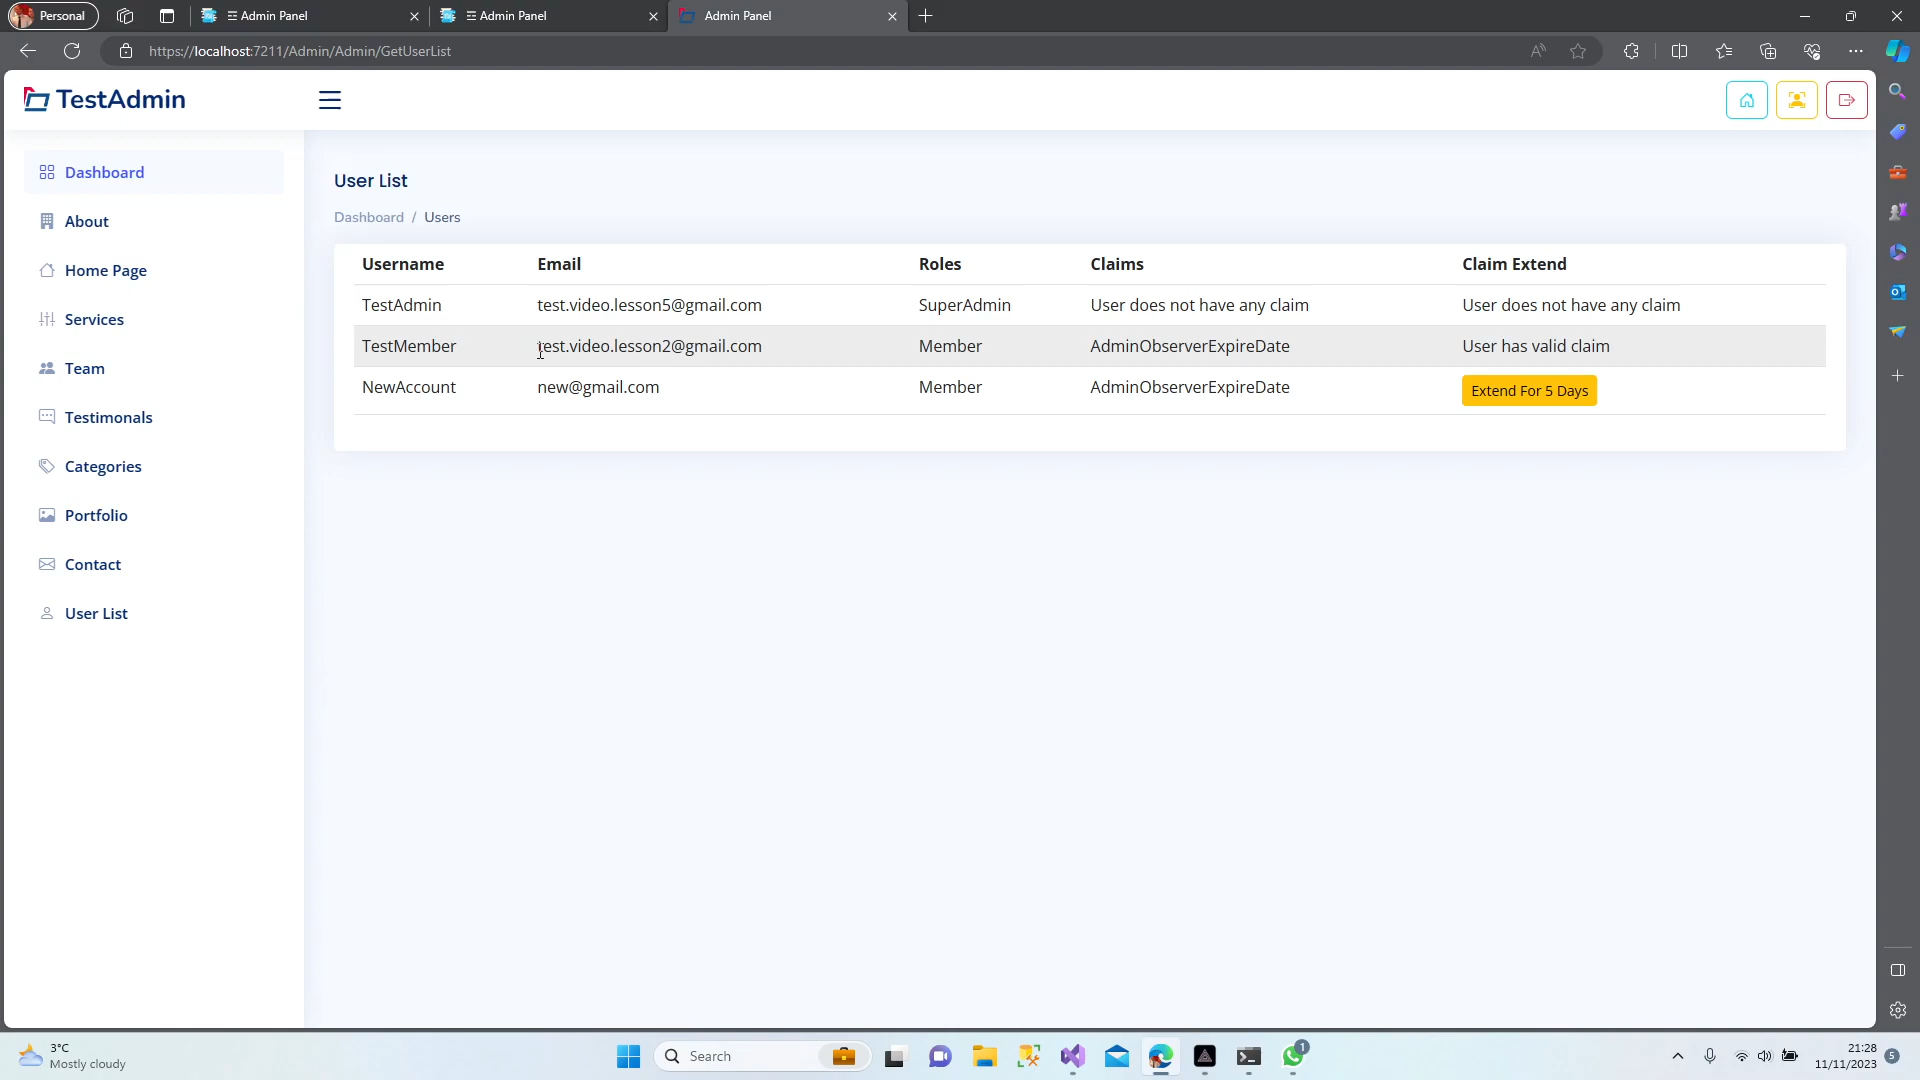 Personal
Admin Panel
Admin Panel
Admin Panel
https://localhost:7211/Admin/Admin/GetUserList
TestAdmin
Dashboard
About
Home Page
Services
Team
Testimonals
Categories
Portfolio
Contact
User List
User List
Dashboard / Users
Username Email Roles Claims Claim Extend
TestAdmin test.video.lesson5@gmail.com SuperAdmin User does not have any claim User does not have any claim
TestMember test.video.lesson2@gmail.com Member AdminObserverExpireDate User has valid claim
NewAccount new@gmail.com Member AdminObserverExpireDate Extend For 5 Days
3°C
Mostly cloudy
Search
1
21:28
11/11/2023
5